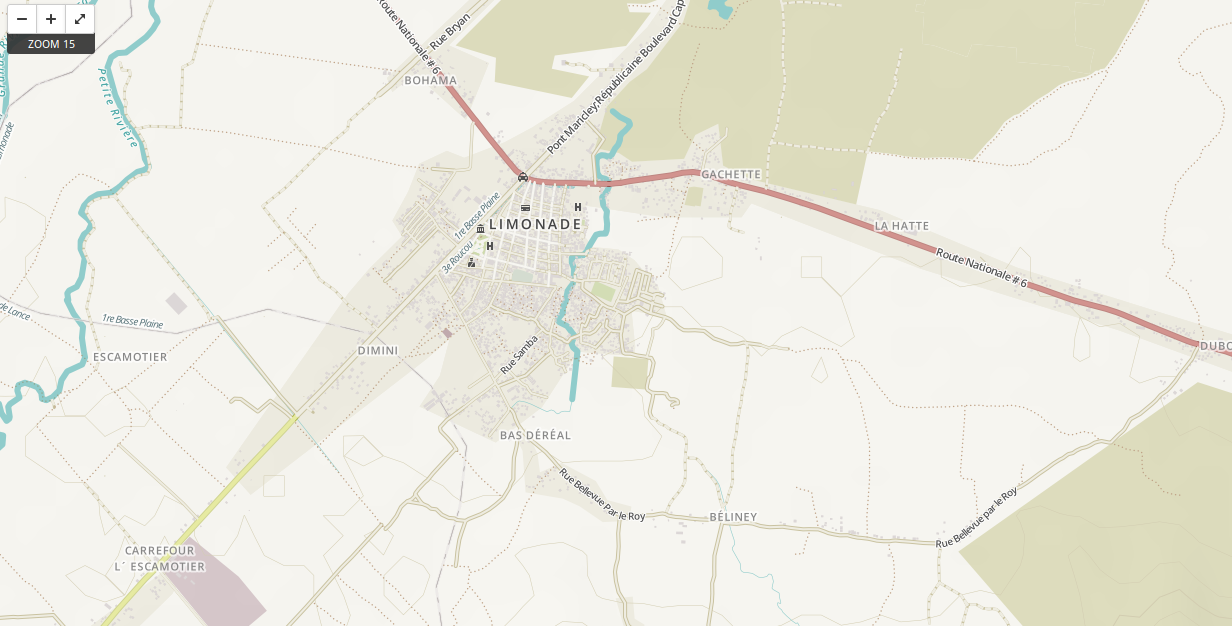 − + ⤢
ZOOM 15
Route Nationale # 6
Rue Bryan
Pont Maricley,Républicaine Boulevard Cap
Petite Rivière
BOHAMA
GACHETTE
1re Basse Plaine
LIMONADE
H
H
3e Roucou
LA HATTE
Route Nationale # 6
de Lance
1re Basse Plaine
ESCAMOTIER
DIMINI
Rue Samba
DUBO
BAS DÉRÉAL
Rue Bellevue Par le Roy
BÉLINEY
Rue Bellevue par le Roy
CARREFOUR
L´ ESCAMOTIER